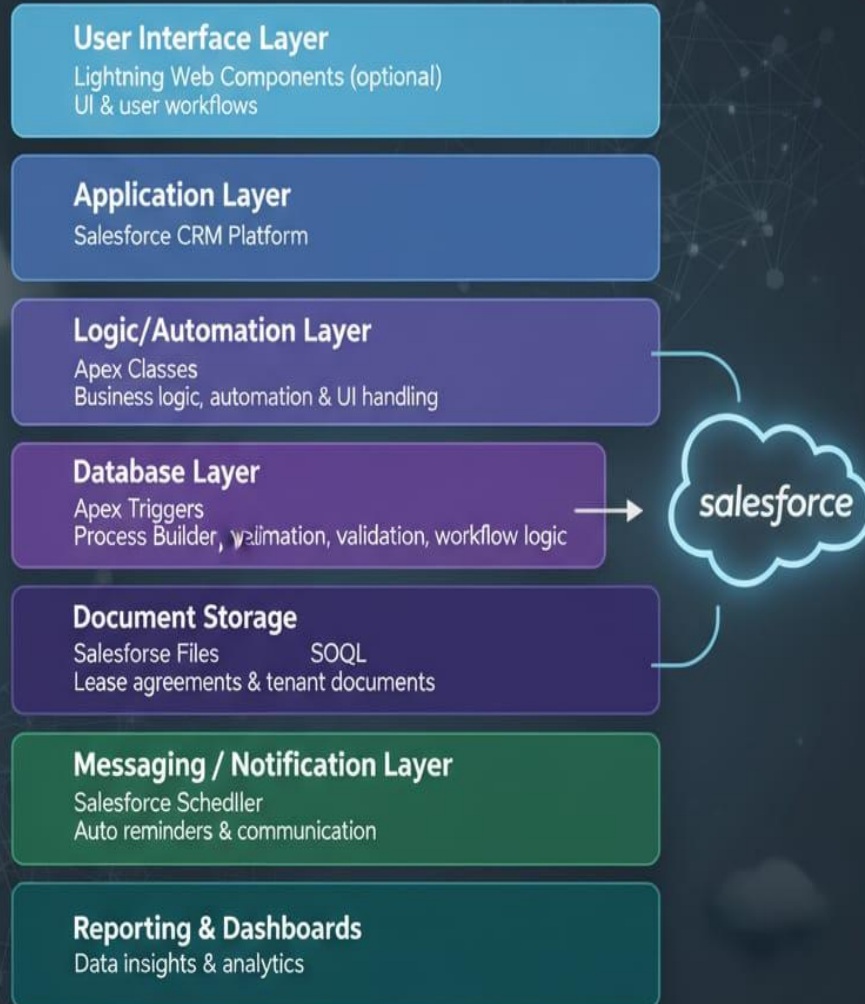 User Interface Layer
Lightning Web Components (optional)
UI & user workflows
Application Layer
Salesforce CRM Platform
Logic/Automation Layer
Apex Classes
Business logic, automation & UI handling
Database Layer
Apex Triggers
Process Builder, validation, workflow logic
salesforce
Document Storage
Salesforse Files SOQL
Lease agreements & tenant documents
Messaging / Notification Layer
Salesforce Schedller
Auto reminders & communication
Reporting & Dashboards
Data insights & analytics